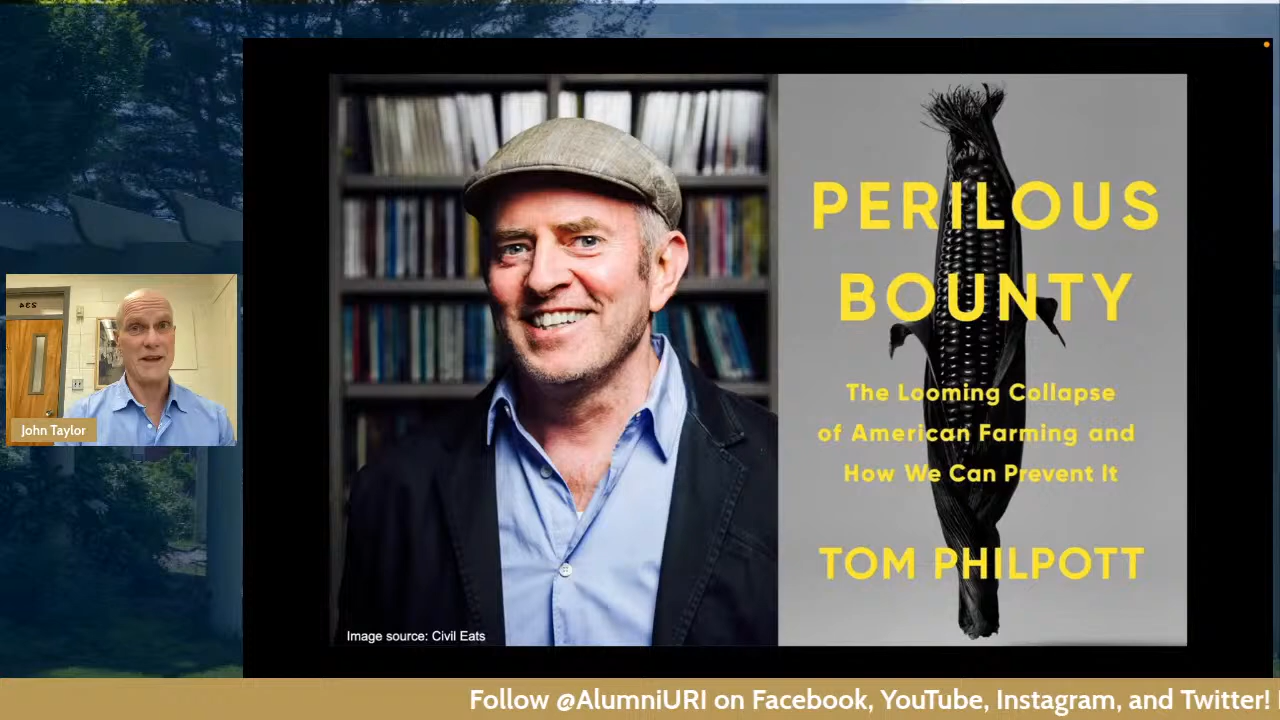 234
John Taylor
PERILOUS
BOUNTY
The Looming Collapse
of American Farming and
How We Can Prevent It
TOM PHILPOTT
Image source: Civil Eats
Follow @AlumniURI on Facebook, YouTube, Instagram, and Twitter!